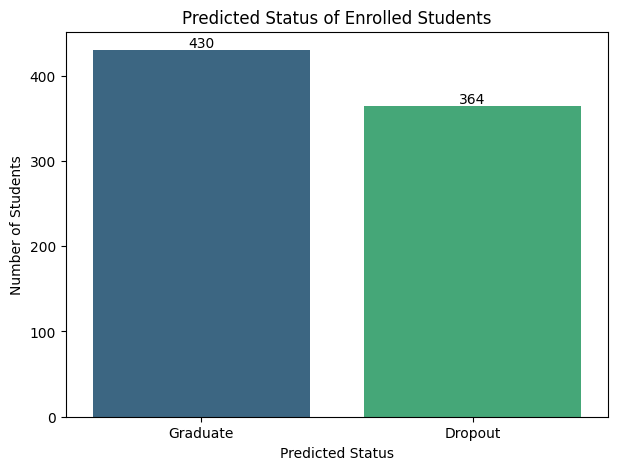 Predicted Status of Enrolled Students
Number of Students
400
300
200
100
0
430
364
Graduate
Dropout
Predicted Status